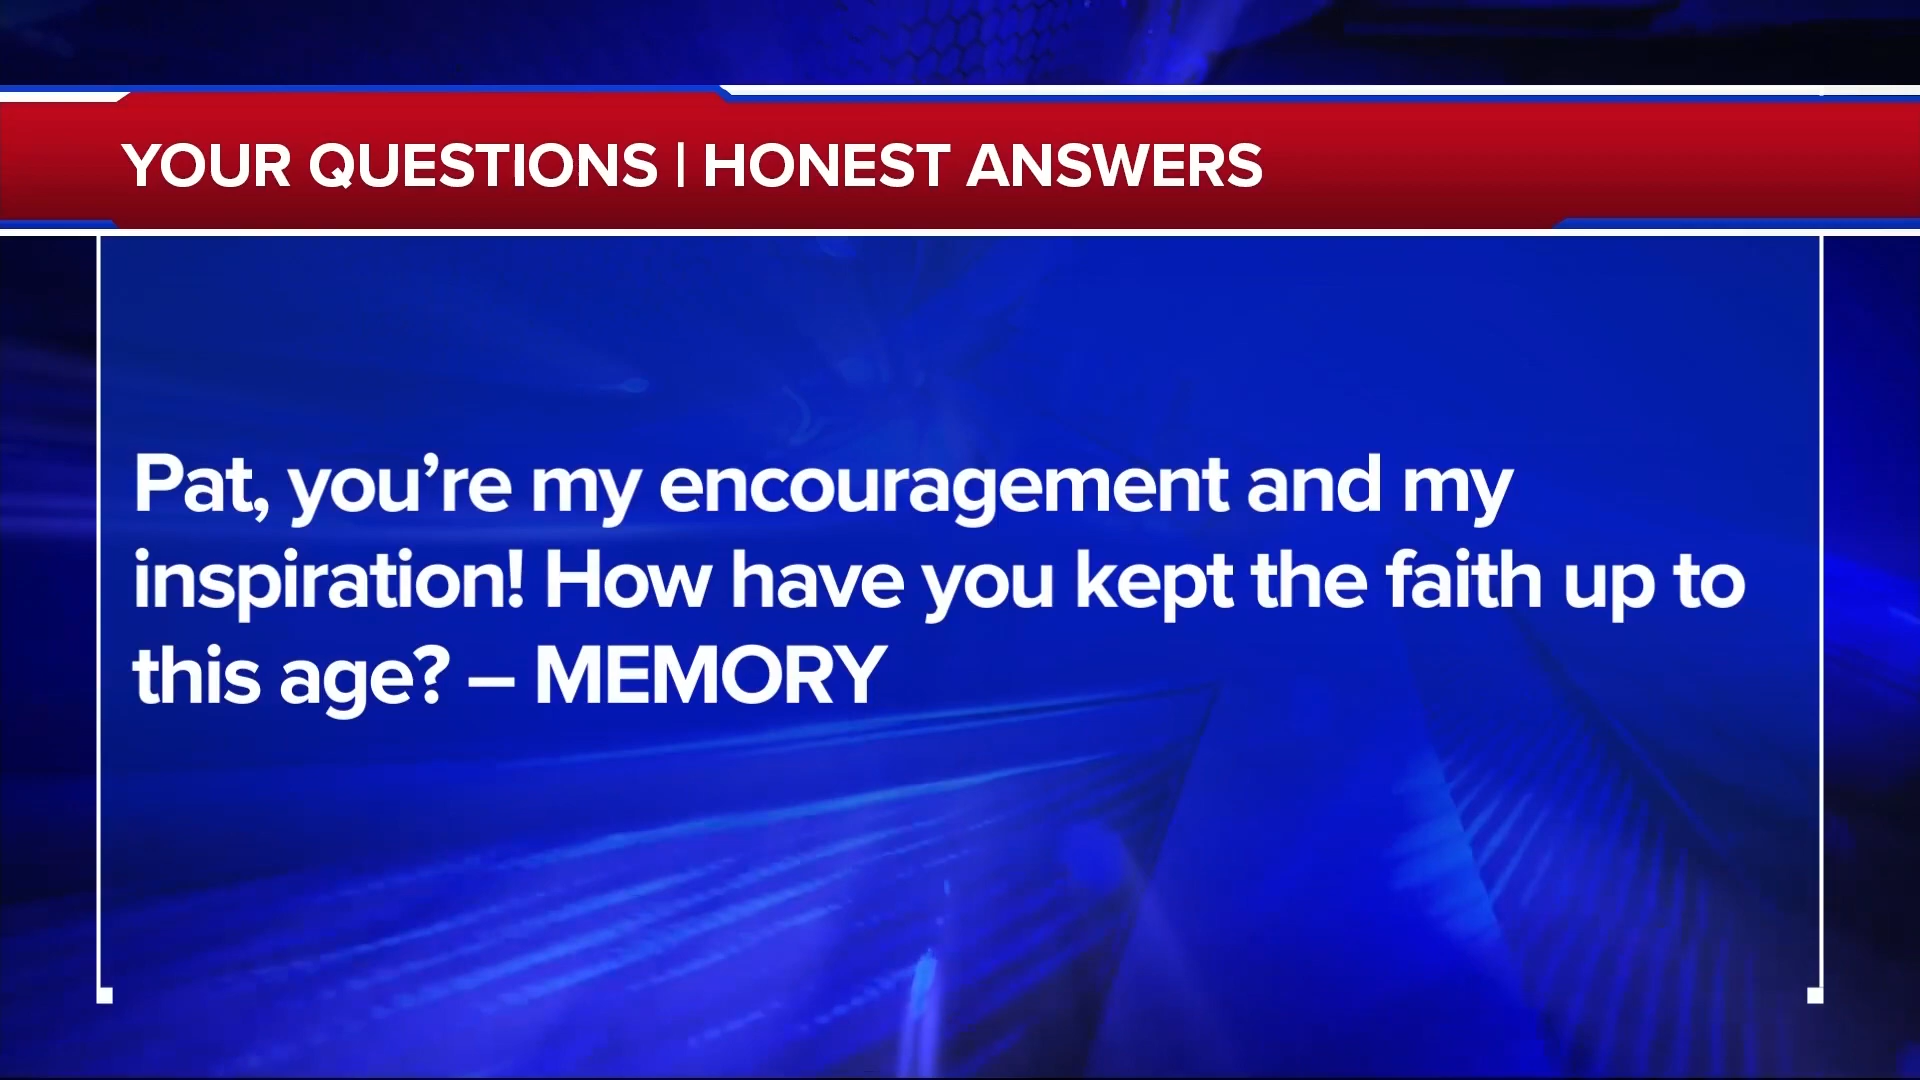 YOUR QUESTIONS | HONEST ANSWERS
Pat, you’re my encouragement and my
inspiration! How have you kept the faith up to
this age? – MEMORY